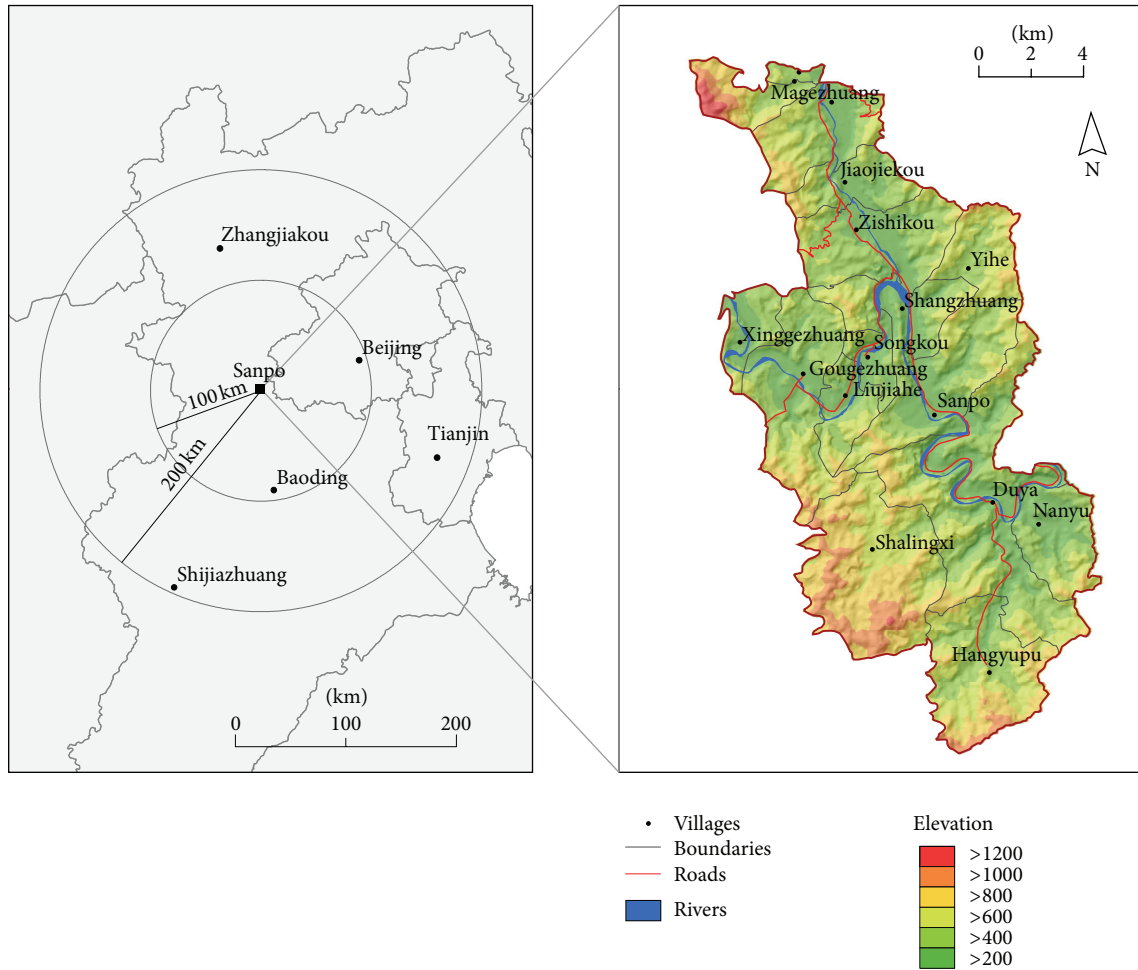 Zhangjiakou
Beijing
Sanpo
100 km
200 km
Tianjin
Baoding
Shijiazhuang
(km)
0 100 200
(km)
0 2 4
N
Magezhuang
Jiaojiekou
Zishikou
Yihe
Shangzhuang
Xinggezhuang
Songkou
Gougezhuang
Liujiahe
Sanpo
Duya
Nanyu
Shalingxi
Hangyupu
Villages
Boundaries
Roads
Rivers
Elevation
>1200
>1000
>800
>600
>400
>200